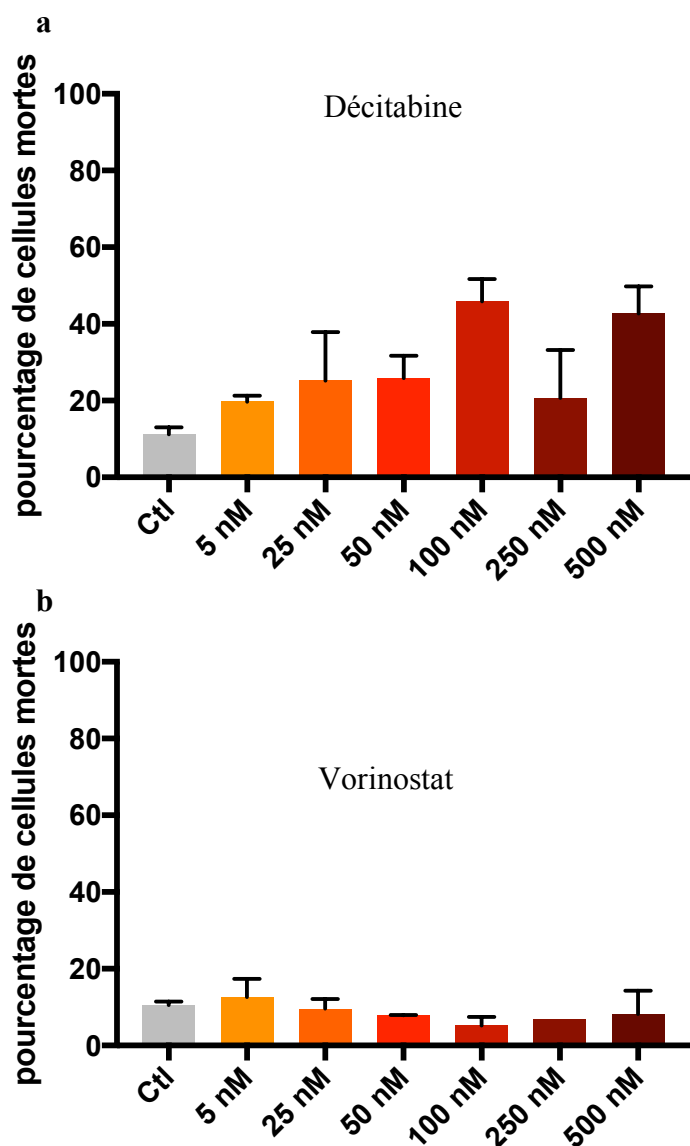 a
pourcentage de cellules mortes
100
80
60
40
20
0
Décitabine
Ctl
5 nM
25 nM
50 nM
100 nM
250 nM
500 nM
b
pourcentage de cellules mortes
100
80
60
40
20
0
Vorinostat
Ctl
5 nM
25 nM
50 nM
100 nM
250 nM
500 nM